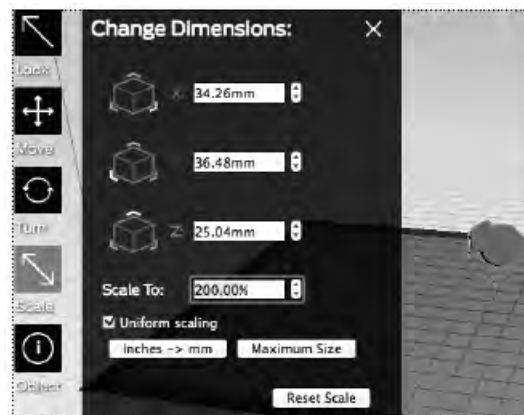 Change Dimensions:
Look
X: 34.26mm
Move
36.48mm
Turn
Z: 25.04mm
Scale To: 200.00%
Scale
Uniform scaling
Inches -> mm Maximum Size
Object
Reset Scale